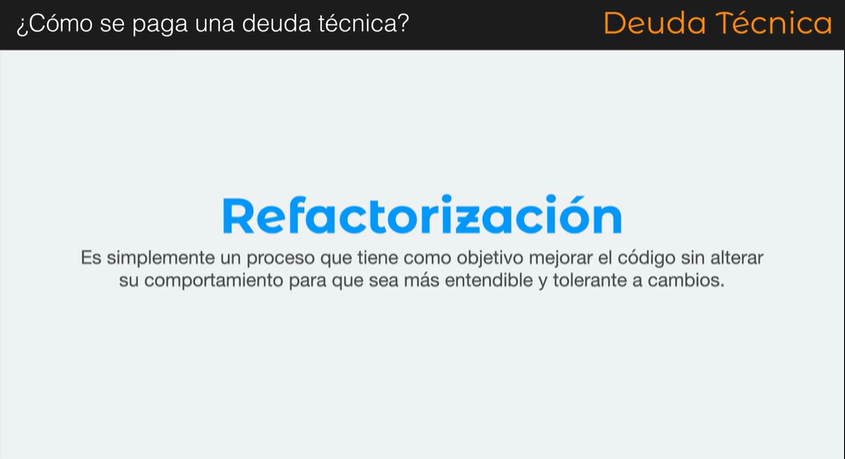 ¿Cómo se paga una deuda técnica?
Deuda Técnica
Refactorización
Es simplemente un proceso que tiene como objetivo mejorar el código sin alterar
su comportamiento para que sea más entendible y tolerante a cambios.